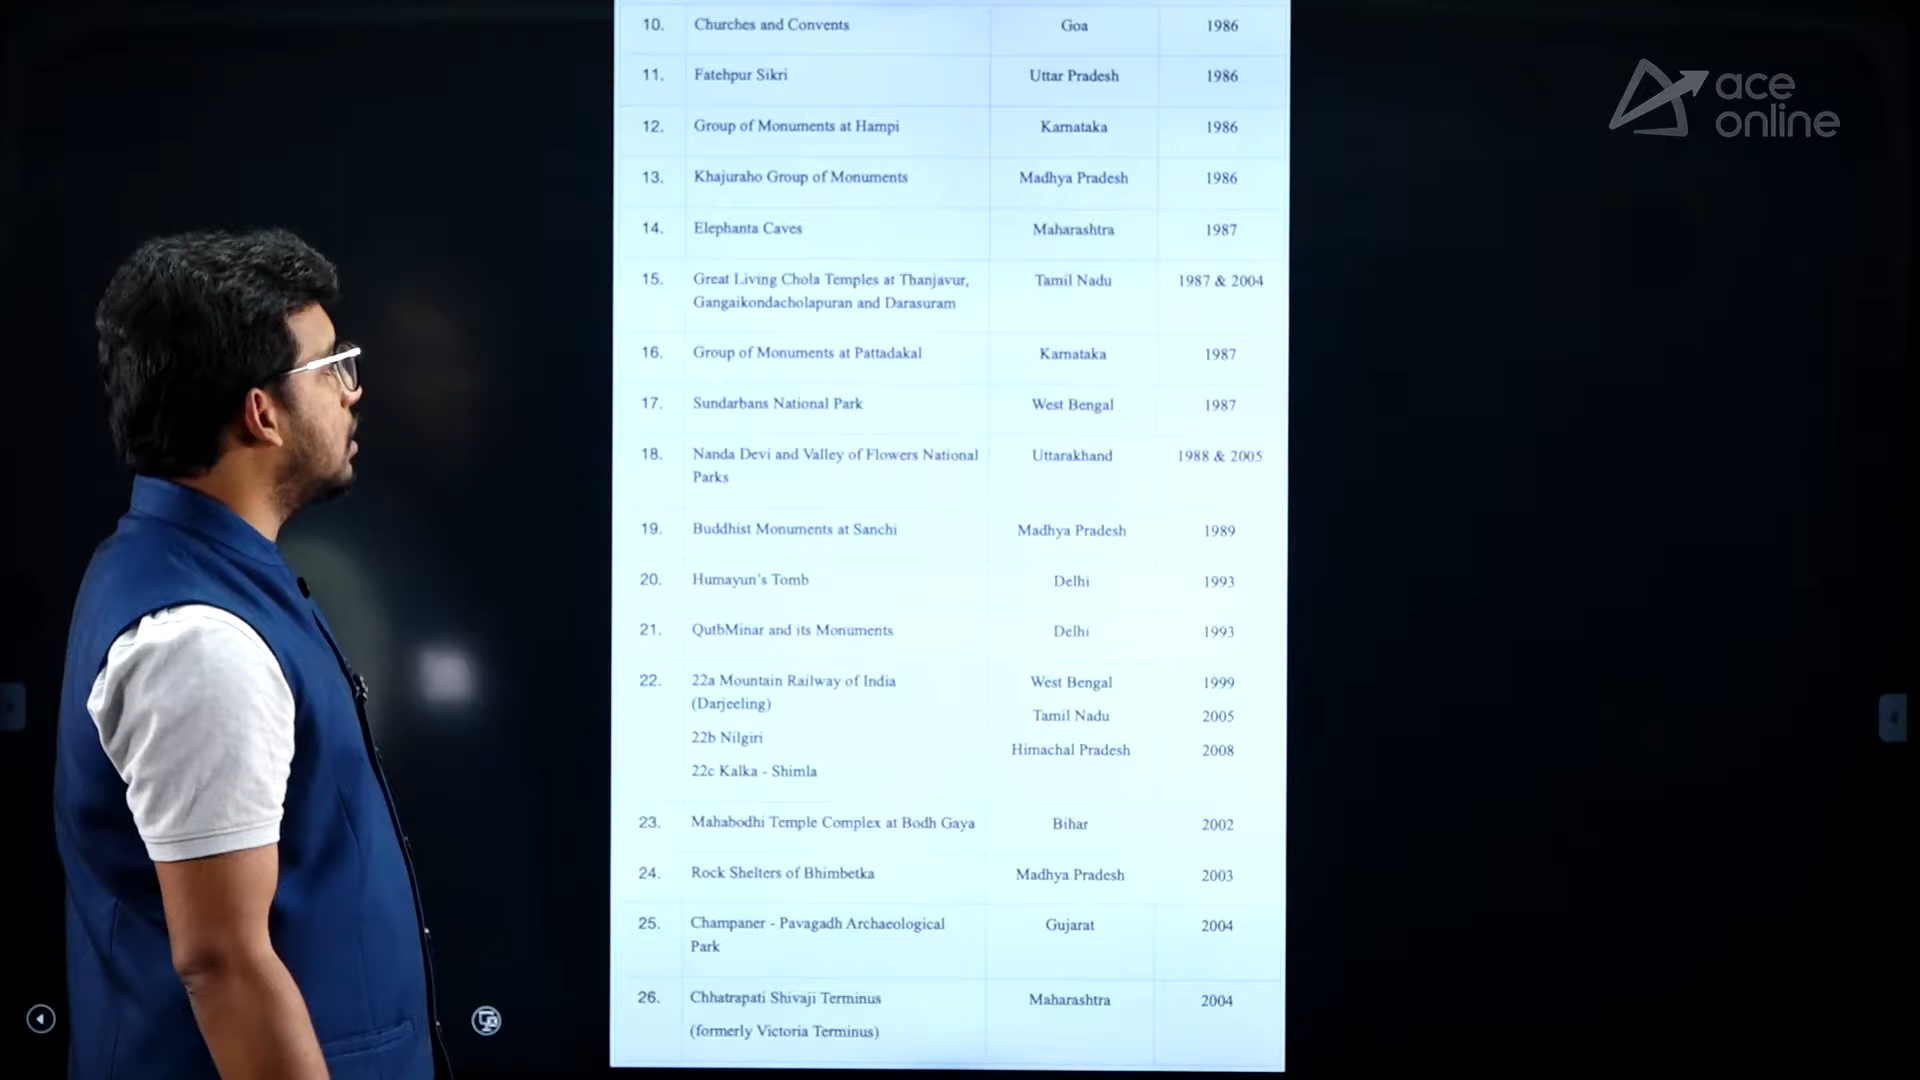 10. Churches and Convents Goa 1986
11. Fatehpur Sikri Uttar Pradesh 1986
12. Group of Monuments at Hampi Karnataka 1986
13. Khajuraho Group of Monuments Madhya Pradesh 1986
14. Elephanta Caves Maharashtra 1987
15. Great Living Chola Temples at Thanjavur, Tamil Nadu 1987 & 2004
Gangaikondacholapuran and Darasuram
16. Group of Monuments at Pattadakal Karnataka 1987
17. Sundarbans National Park West Bengal 1987
18. Nanda Devi and Valley of Flowers National Uttarakhand 1988 & 2005
Parks
19. Buddhist Monuments at Sanchi Madhya Pradesh 1989
20. Humayun's Tomb Delhi 1993
21. QutbMinar and its Monuments Delhi 1993
22. 22a Mountain Railway of India West Bengal 1999
(Darjeeling)
Tamil Nadu 2005
22b Nilgiri
Himachal Pradesh 2008
22c Kalka - Shimla
23. Mahabodhi Temple Complex at Bodh Gaya Bihar 2002
24. Rock Shelters of Bhimbetka Madhya Pradesh 2003
25. Champaner - Pavagadh Archaeological Gujarat 2004
Park
26. Chhatrapati Shivaji Terminus Maharashtra 2004
(formerly Victoria Terminus)
ace
online